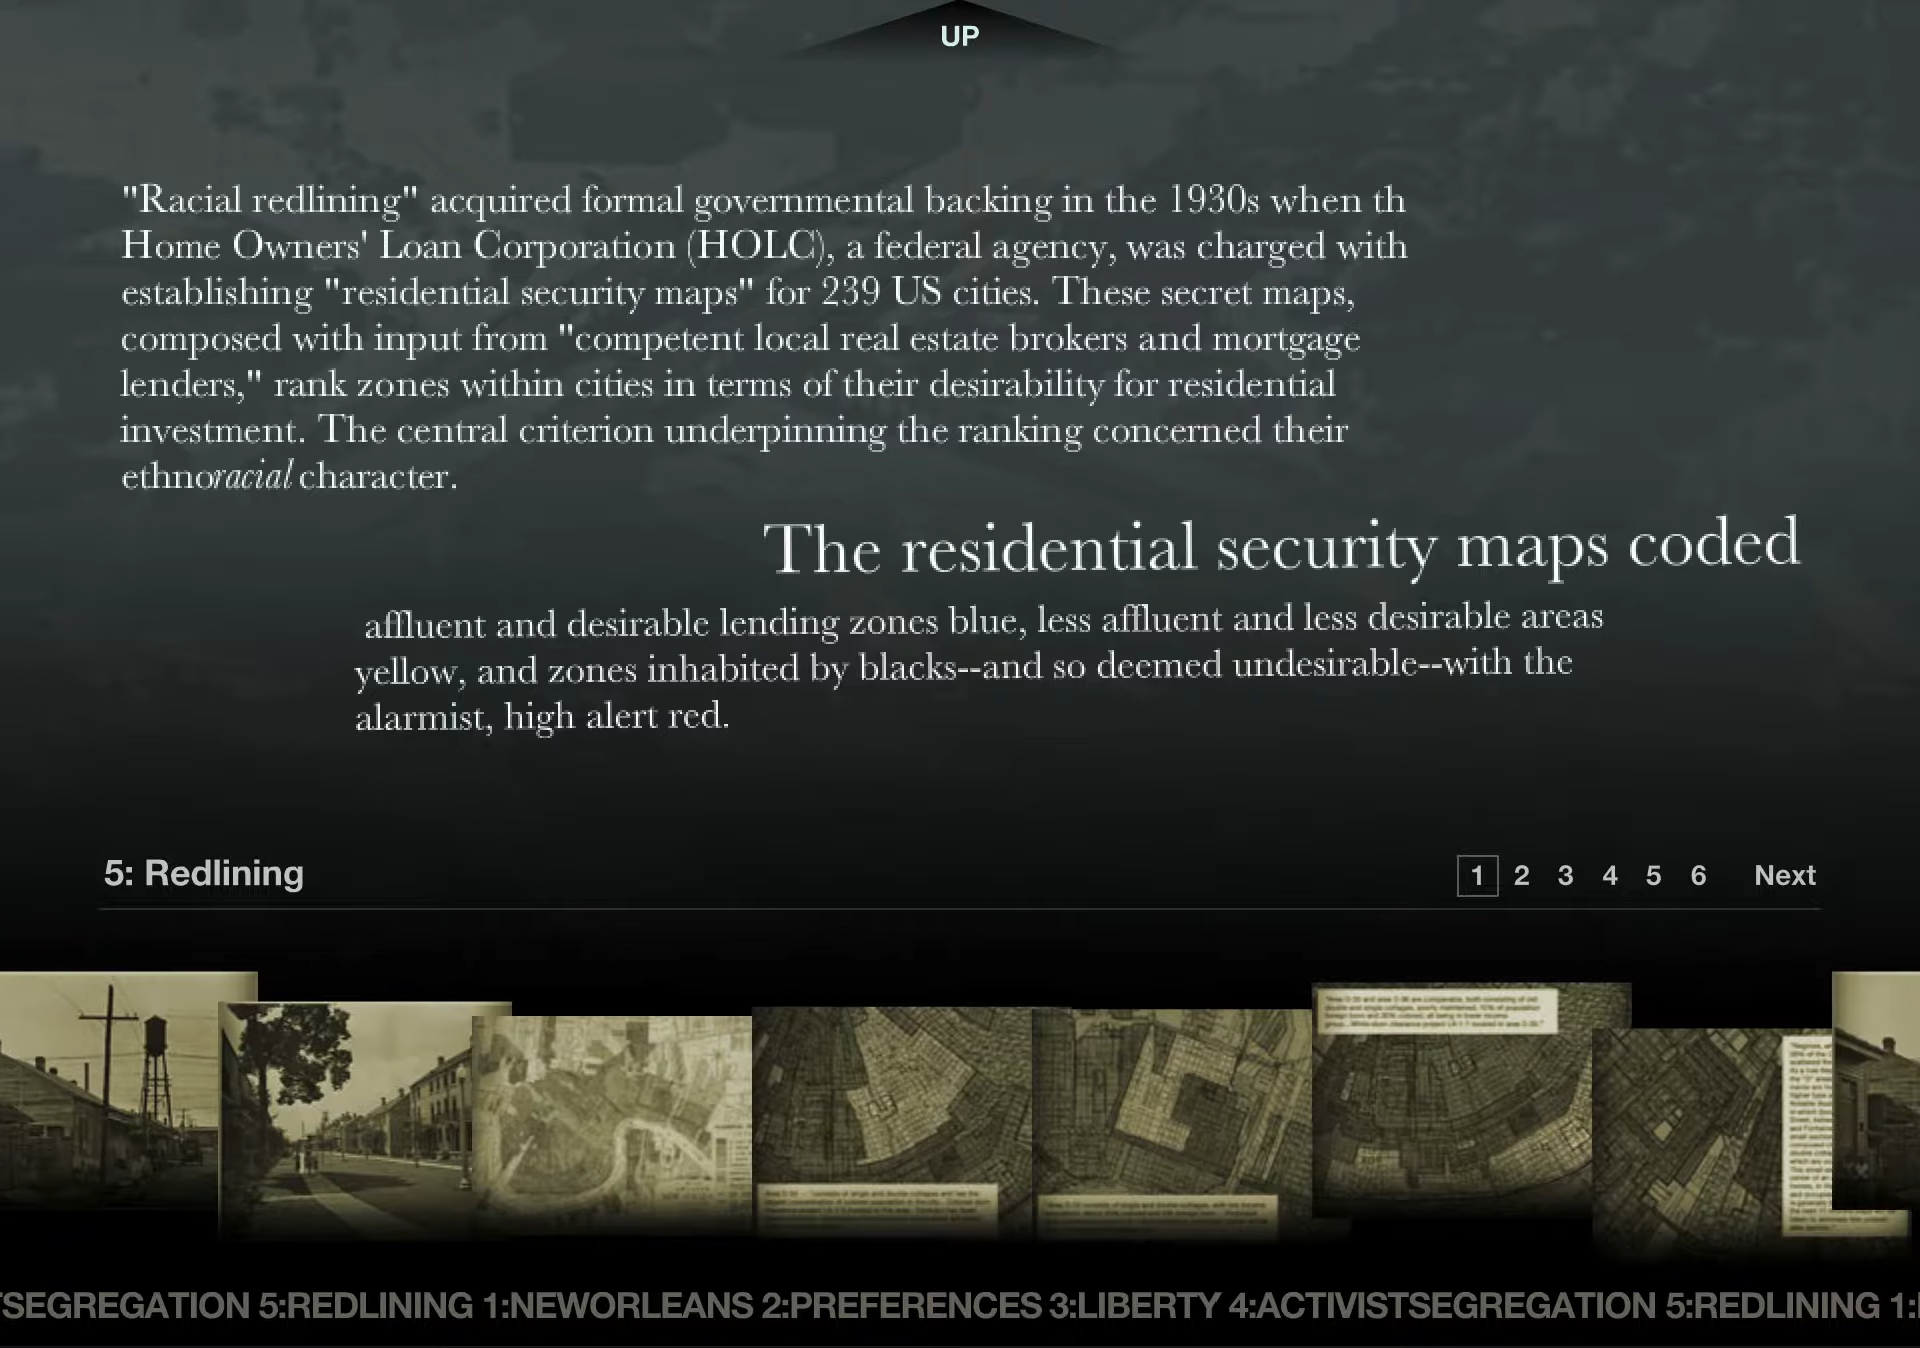 UP
"Racial redlining" acquired formal governmental backing in the 1930s when th
Home Owners' Loan Corporation (HOLC), a federal agency, was charged with
establishing "residential security maps" for 239 US cities. These secret maps,
composed with input from "competent local real estate brokers and mortgage
lenders," rank zones within cities in terms of their desirability for residential
investment. The central criterion underpinning the ranking concerned their
ethnoracial character.
The residential security maps coded
affluent and desirable lending zones blue, less affluent and less desirable areas
yellow, and zones inhabited by blacks--and so deemed undesirable--with the
alarmist, high alert red.
5: Redlining
1 2 3 4 5 6 Next
TSEGREGATION 5:REDLINING 1:NEWORLEANS 2:PREFERENCES 3:LIBERTY 4:ACTIVISTSEGREGATION 5:REDLINING 1: